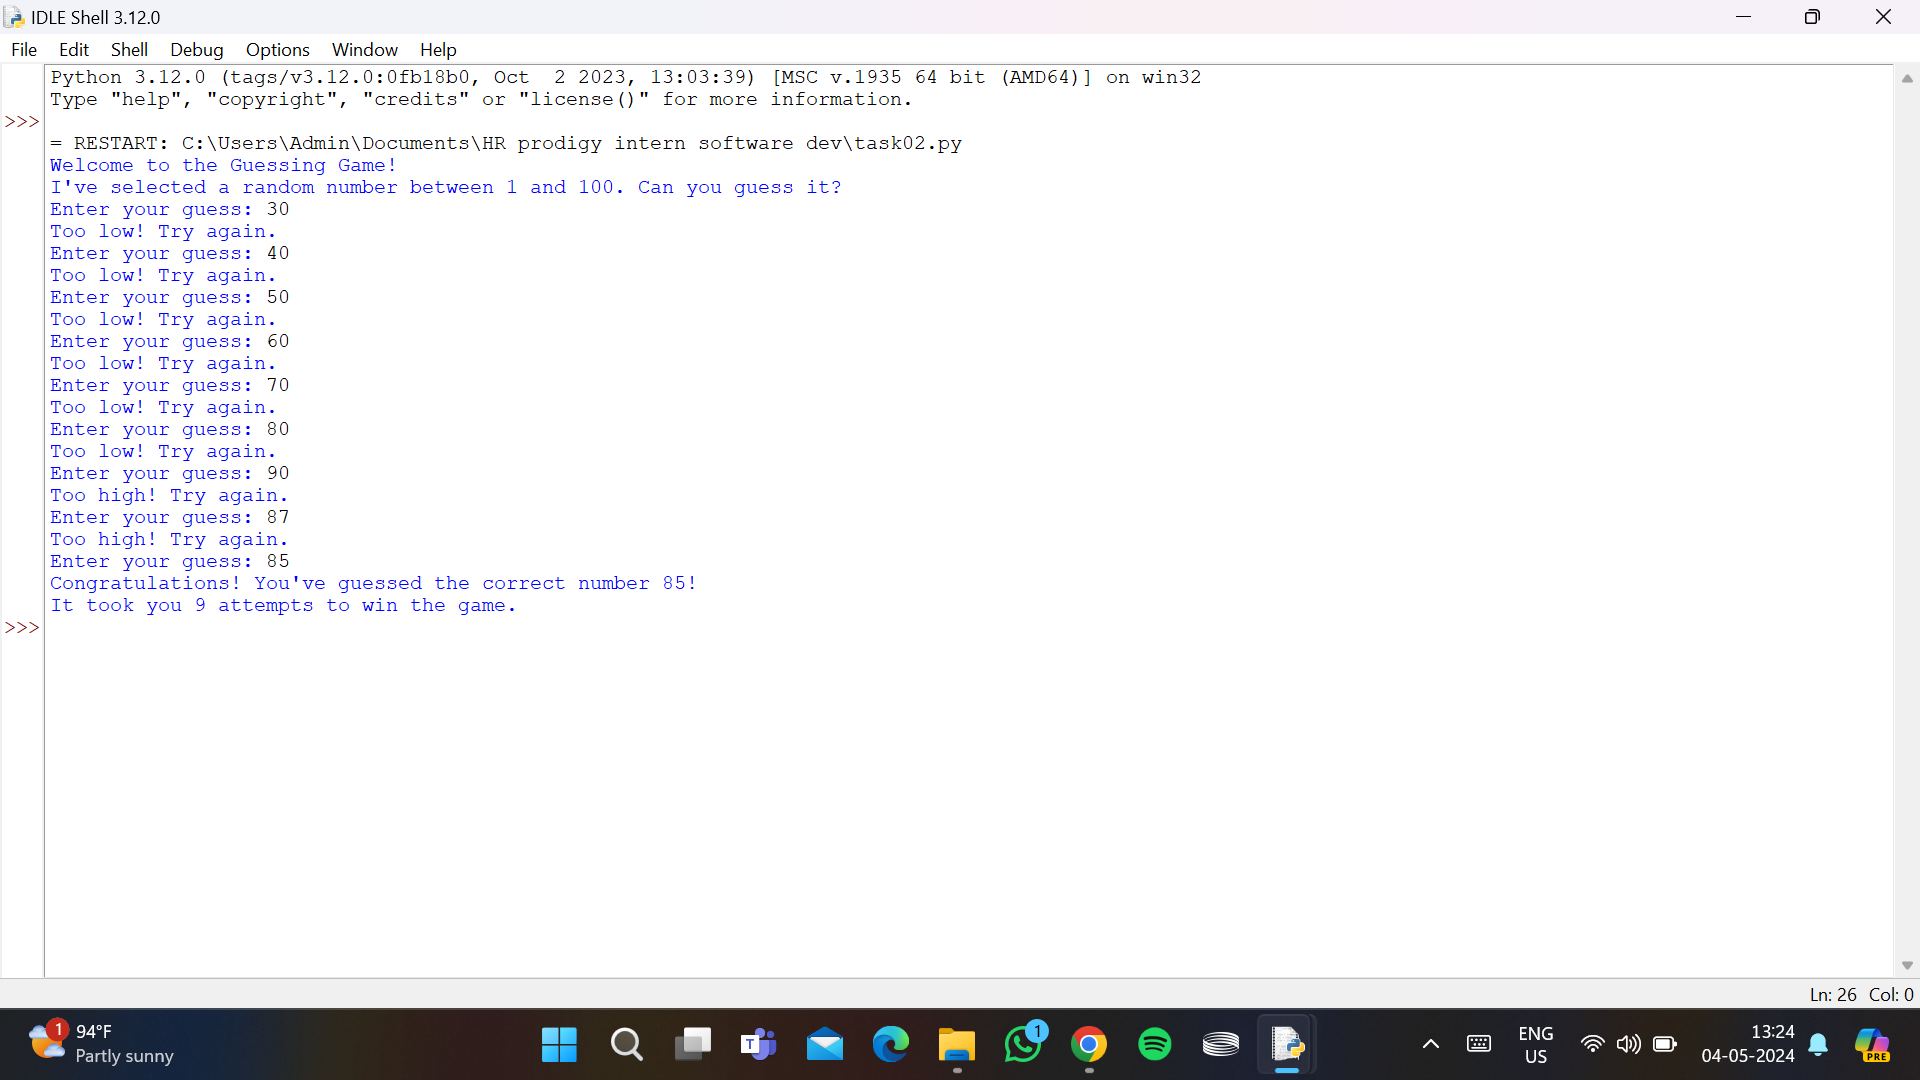 IDLE Shell 3.12.0
File Edit Shell Debug Options Window Help
Python 3.12.0 (tags/v3.12.0:0fb18b0, Oct  2 2023, 13:03:39) [MSC v.1935 64 bit (AMD64)] on win32
Type "help", "copyright", "credits" or "license()" for more information.
>>>
= RESTART: C:\Users\Admin\Documents\HR prodigy intern software dev\task02.py
Welcome to the Guessing Game!
I've selected a random number between 1 and 100. Can you guess it?
Enter your guess: 30
Too low! Try again.
Enter your guess: 40
Too low! Try again.
Enter your guess: 50
Too low! Try again.
Enter your guess: 60
Too low! Try again.
Enter your guess: 70
Too low! Try again.
Enter your guess: 80
Too low! Try again.
Enter your guess: 90
Too high! Try again.
Enter your guess: 87
Too high! Try again.
Enter your guess: 85
Congratulations! You've guessed the correct number 85!
It took you 9 attempts to win the game.
>>>
Ln: 26 Col: 0
1
94°F
Partly sunny
T
1
ENG
US
13:24
04-05-2024
PRE